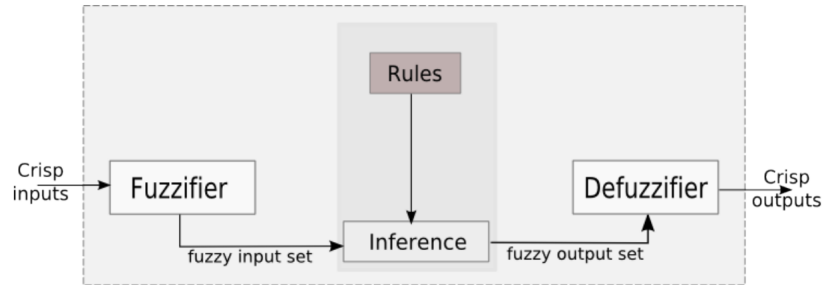 Rules
Crisp
inputs
Fuzzifier
Defuzzifier
Crisp
outputs
Inference
fuzzy input set
fuzzy output set